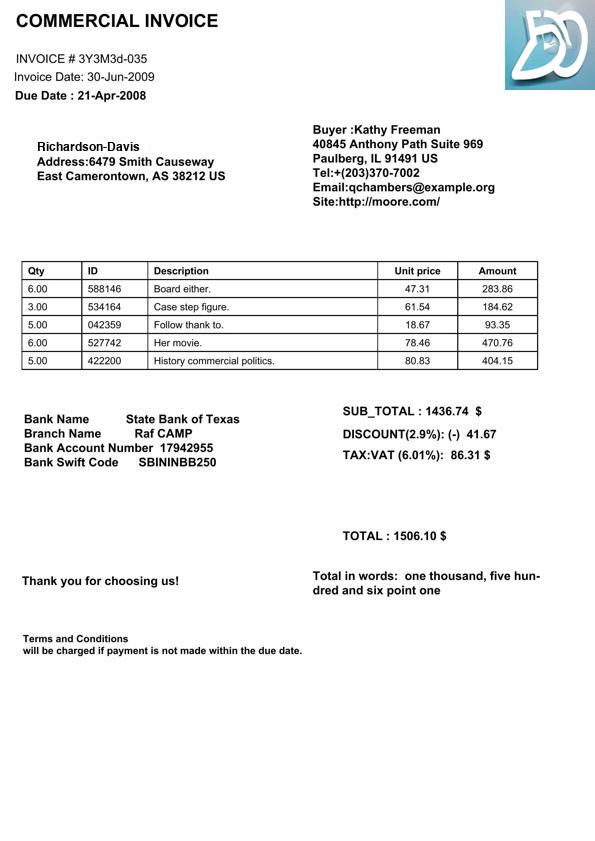 COMMERCIAL INVOICE
INVOICE # 3Y3M3d-035
Invoice Date: 30-Jun-2009
Due Date : 21-Apr-2008
Richardson-Davis
Address:6479 Smith Causeway
East Camerontown, AS 38212 US
Buyer :Kathy Freeman
40845 Anthony Path Suite 969
Paulberg, IL 91491 US
Tel:+(203)370-7002
Email:qchambers@example.org
Site:http://moore.com/
Qty ID Description Unit price Amount
6.00 588146 Board either. 47.31 283.86
3.00 534164 Case step figure. 61.54 184.62
5.00 042359 Follow thank to. 18.67 93.35
6.00 527742 Her movie. 78.46 470.76
5.00 422200 History commercial politics. 80.83 404.15
Bank Name State Bank of Texas
Branch Name Raf CAMP
Bank Account Number 17942955
Bank Swift Code SBININBB250
SUB_TOTAL : 1436.74 $
DISCOUNT(2.9%): (-) 41.67
TAX:VAT (6.01%): 86.31 $
TOTAL : 1506.10 $
Thank you for choosing us!
Total in words: one thousand, five hun-
dred and six point one
Terms and Conditions
will be charged if payment is not made within the due date.